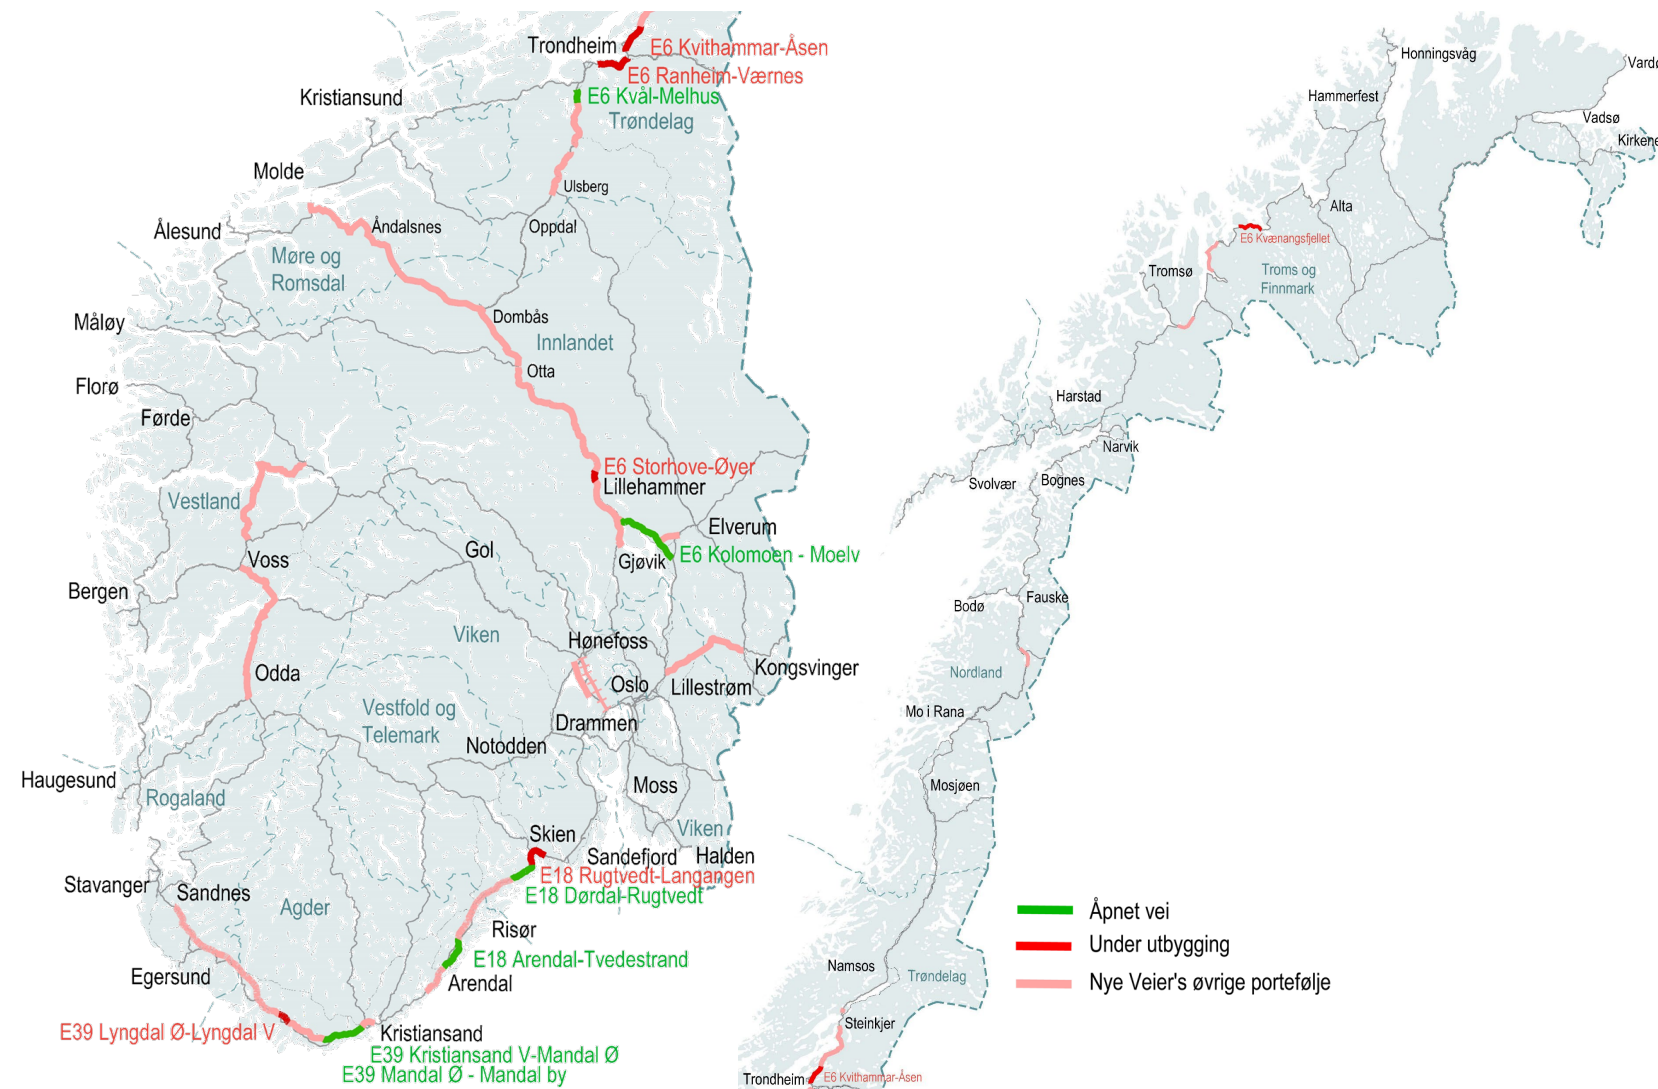 Trondheim
E6 Kvithammar-Åsen
E6 Ranheim-Værnes
E6 Kvål-Melhus
Kristiansund
Trøndelag
Molde
Ulsberg
Ålesund
Åndalsnes
Oppdal
Møre og
Romsdal
Måløy
Dombås
Innlandet
Otta
Florø
Førde
E6 Storhove-Øyer
Lillehammer
Vestland
Elverum
Gol
E6 Kolomoen - Moelv
Voss
Gjøvik
Bergen
Viken
Hønefoss
Kongsvinger
Odda
Oslo
Lillestrøm
Vestfold og
Telemark
Drammen
Notodden
Haugesund
Moss
Rogaland
Skien
Viken
Sandefjord
Halden
E18 Rugtvedt-Langangen
Stavanger
Sandnes
E18 Dørdal-Rugtvedt
Agder
Risør
E18 Arendal-Tvedestrand
Egersund
Arendal
E39 Lyngdal Ø-Lyngdal V
Kristiansand
E39 Kristiansand V-Mandal Ø
E39 Mandal Ø - Mandal by
Honningsvåg
Vardø
Hammerfest
Vadsø
Kirkene
Alta
E6 Kvænangsfjellet
Tromsø
Troms og
Finnmark
Harstad
Narvik
Svolvær
Bognes
Fauske
Bodø
Nordland
Mo i Rana
Mosjøen
Namsos
Trøndelag
Steinkjer
Trondheim
E6 Kvithammar-Åsen
Åpnet vei
Under utbygging
Nye Veier's øvrige portefølje